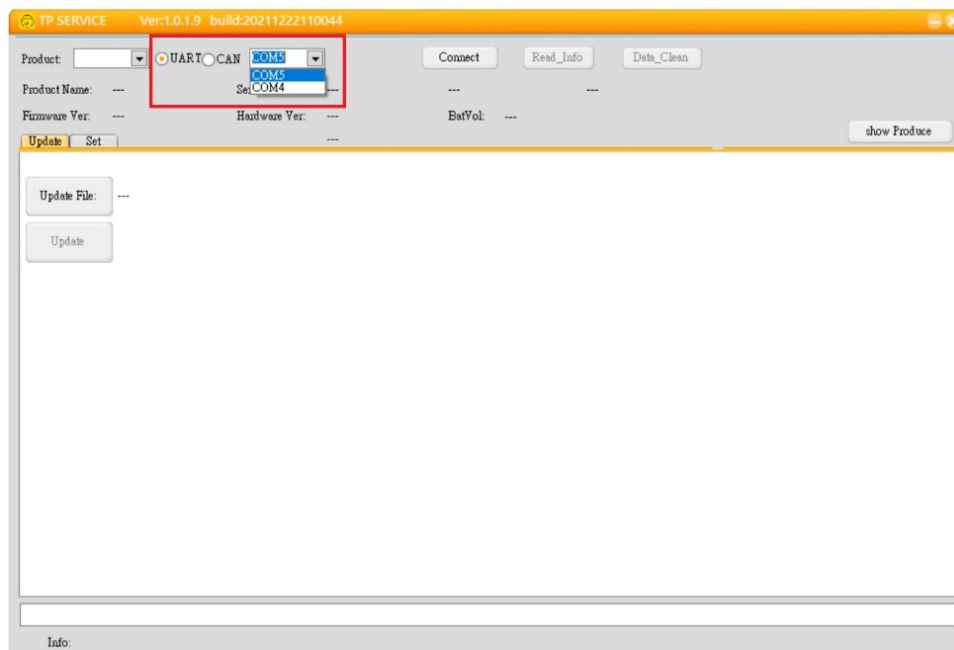 TP SERVICE Ver:1.0.1.9 build:20211222110044
Product: UART CAN COM5 Connect Read_Info Data_Clean
COM5
COM4
Product Name: --- --- --- ---
Firmware Ver: --- Hardware Ver: --- BatVol: ---
show Produce
Update Set ---
Update File: ---
Update
Info: